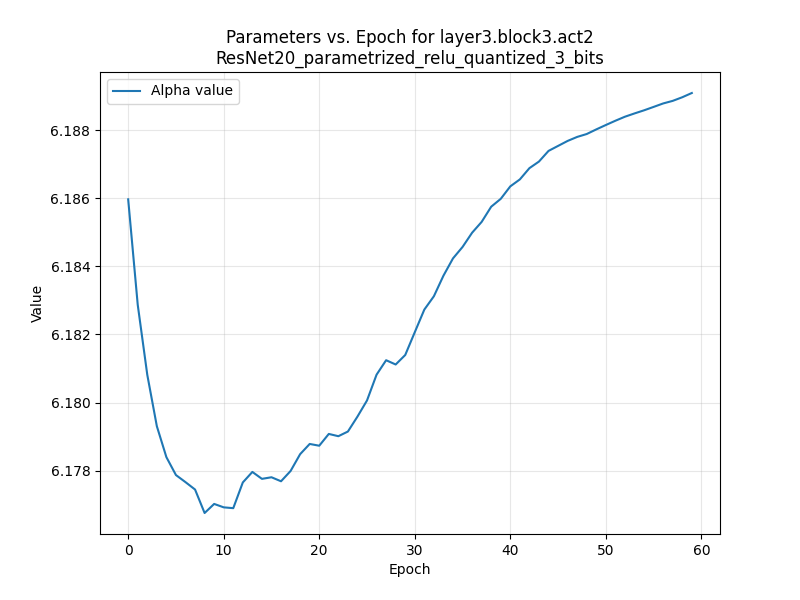 Parameters vs. Epoch for layer3.block3.act2
ResNet20_parametrized_relu_quantized_3_bits
Alpha value
6.188
6.186
6.184
6.182
6.180
6.178
Value
0 10 20 30 40 50 60
Epoch